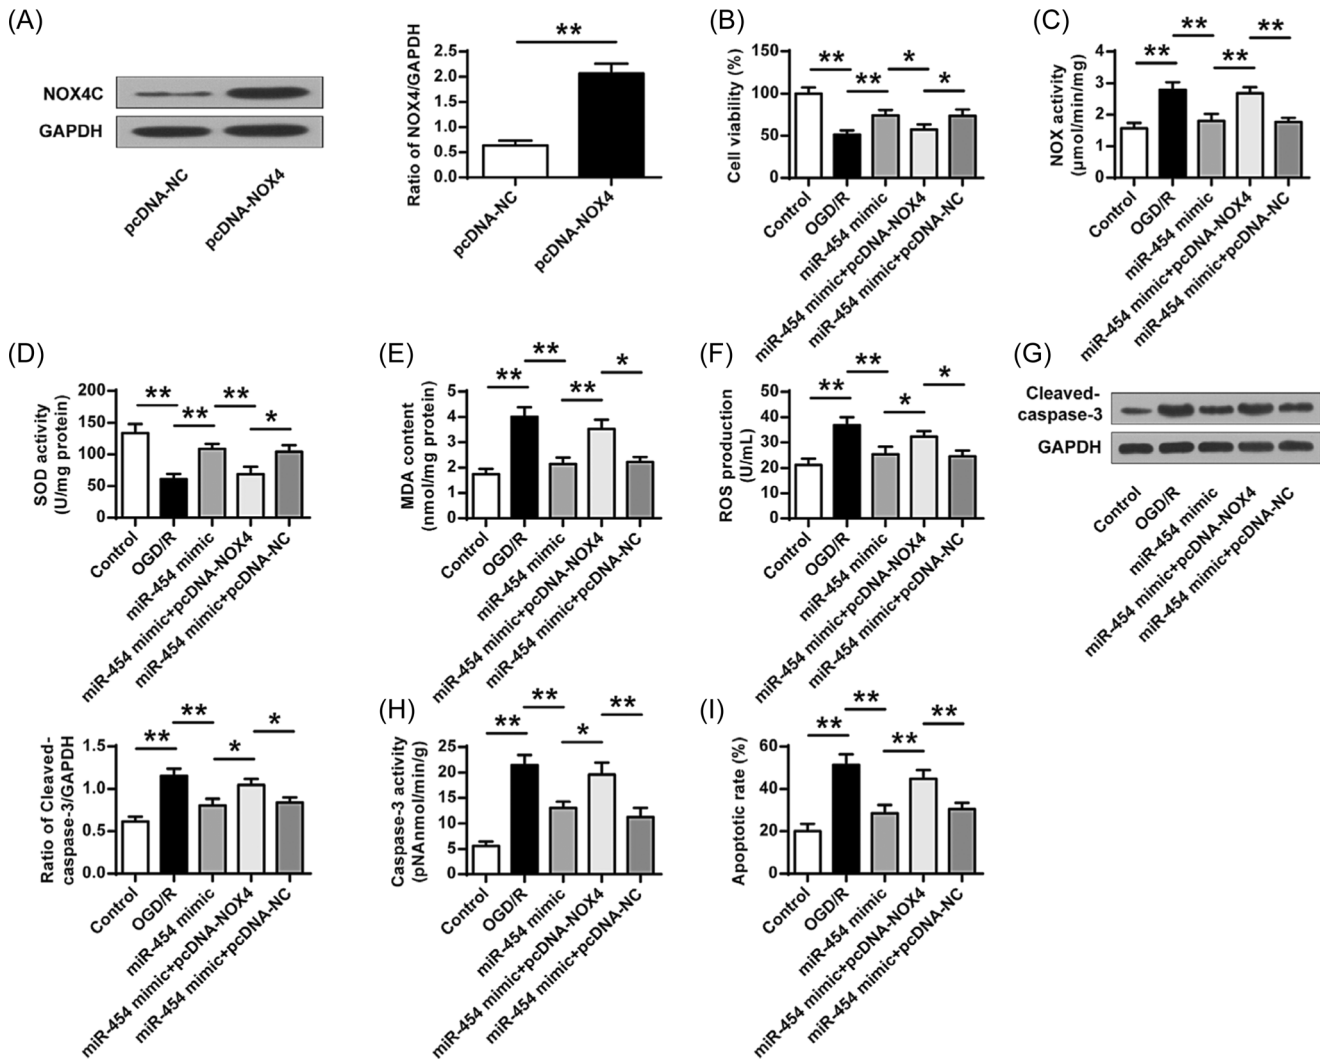 (A)
NOX4C
GAPDH
pcDNA-NC
pcDNA-NOX4
Ratio of NOX4/GAPDH
2.5
2.0
1.5
1.0
0.5
0.0
**
pcDNA-NC
pcDNA-NOX4
(B)
Cell viability (%)
150
100
50
0
**
**
*
*
Control
OGD/R
miR-454 mimic
miR-454 mimic+pcDNA-NOX4
miR-454 mimic+pcDNA-NC
(C)
NOX activity
(μmol/min/mg)
4
3
2
1
0
**
**
**
**
Control
OGD/R
miR-454 mimic
miR-454 mimic+pcDNA-NOX4
miR-454 mimic+pcDNA-NC
(D)
SOD activity
(U/mg protein)
200
150
100
50
0
**
**
**
*
Control
OGD/R
miR-454 mimic
miR-454 mimic+pcDNA-NOX4
miR-454 mimic+pcDNA-NC
(E)
MDA content
(nmol/mg protein)
5
4
3
2
1
0
**
**
**
*
Control
OGD/R
miR-454 mimic
miR-454 mimic+pcDNA-NOX4
miR-454 mimic+pcDNA-NC
(F)
ROS production
(U/mL)
50
40
30
20
10
0
**
**
*
*
Control
OGD/R
miR-454 mimic
miR-454 mimic+pcDNA-NOX4
miR-454 mimic+pcDNA-NC
(G)
Cleaved-
caspase-3
GAPDH
Control
OGD/R
miR-454 mimic
miR-454 mimic+pcDNA-NOX4
miR-454 mimic+pcDNA-NC
Ratio of Cleaved-
caspase-3/GAPDH
1.5
1.0
0.5
0.0
**
**
*
*
Control
OGD/R
miR-454 mimic
miR-454 mimic+pcDNA-NOX4
miR-454 mimic+pcDNA-NC
(H)
Caspase-3 activity
(pNAnmol/min/g)
25
20
15
10
5
0
**
**
*
**
Control
OGD/R
miR-454 mimic
miR-454 mimic+pcDNA-NOX4
miR-454 mimic+pcDNA-NC
(I)
Apoptotic rate (%)
60
40
20
0
**
**
**
**
Control
OGD/R
miR-454 mimic
miR-454 mimic+pcDNA-NOX4
miR-454 mimic+pcDNA-NC